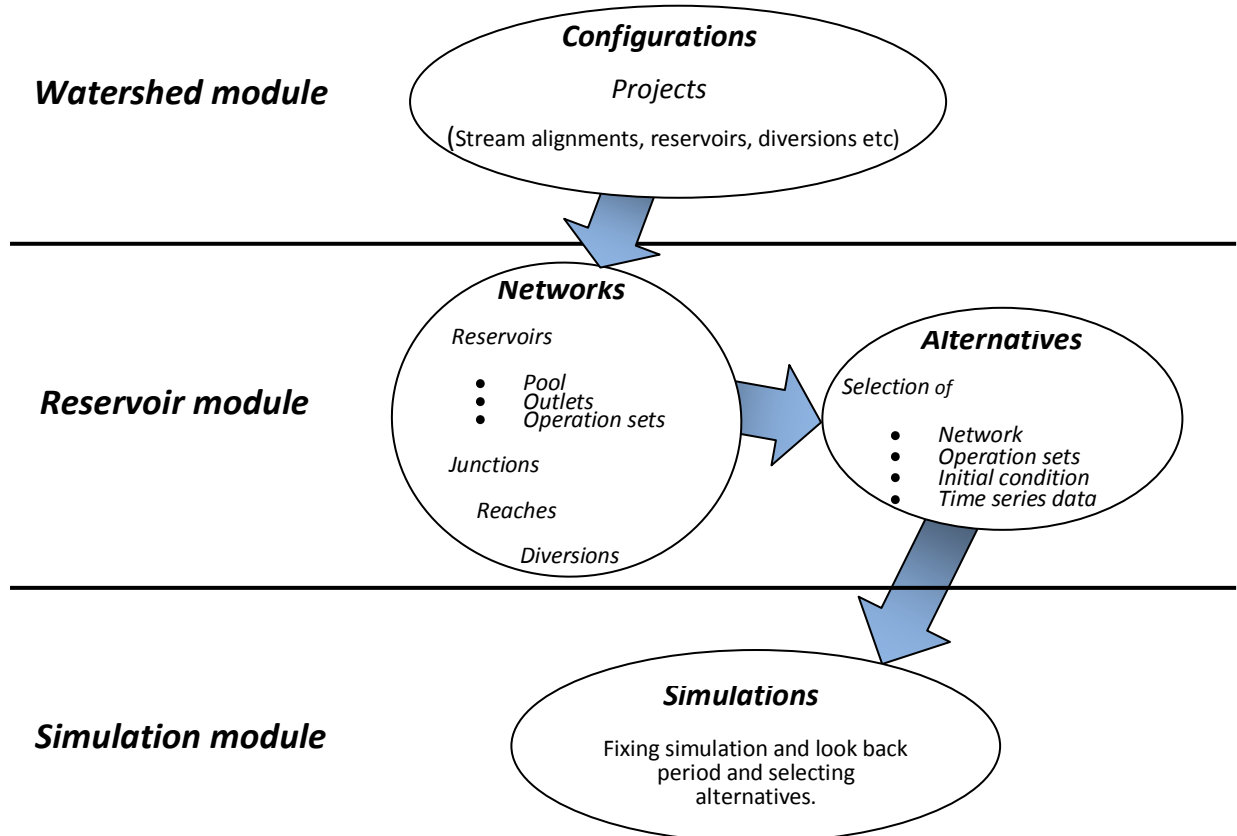 Configurations
Watershed module
Projects
(Stream alignments, reservoirs, diversions etc)
Networks
Reservoirs
• Pool
• Outlets
• Operation sets
Junctions
Reaches
Diversions
Reservoir module
Alternatives
Selection of
• Network
• Operation sets
• Initial condition
• Time series data
Simulations
Simulation module
Fixing simulation and look back
period and selecting
alternatives.